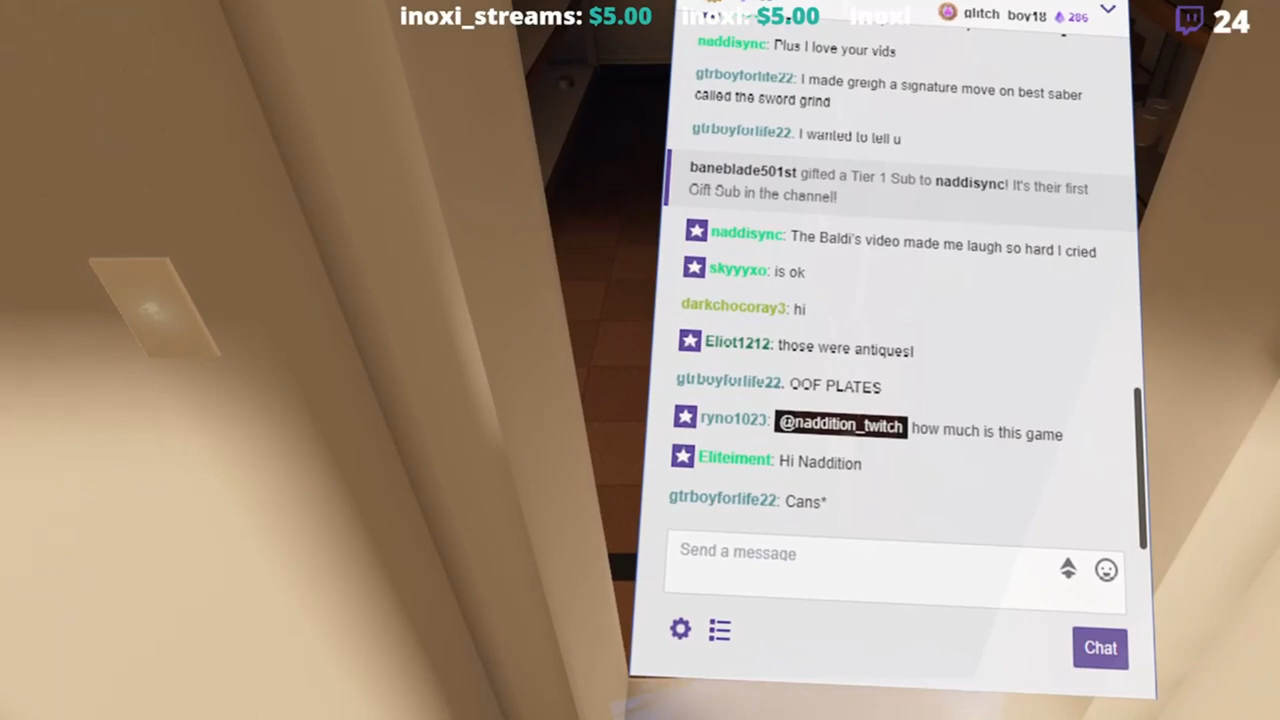 inoxi_streams: $5.00 inoxi: $5.00 Inoxi
glitch_boy18 286
24
naddisync: Plus I love your vids
gtrboyforlife22: I made greigh a signature move on best saber
called the sword grind
gtrboyforlife22: I wanted to tell u
baneblade501st gifted a Tier 1 Sub to naddisync! It's their first
Gift Sub in the channel!
naddisync: The Baldi's video made me laugh so hard I cried
skyyyxo: is ok
darkchocoray3: hi
Eliot1212: those were antiques!
gtrboyforlife22: OOF PLATES
ryno1023: @naddition_twitch how much is this game
Eliteiment: Hi Naddition
gtrboyforlife22: Cans*
Send a message
Chat